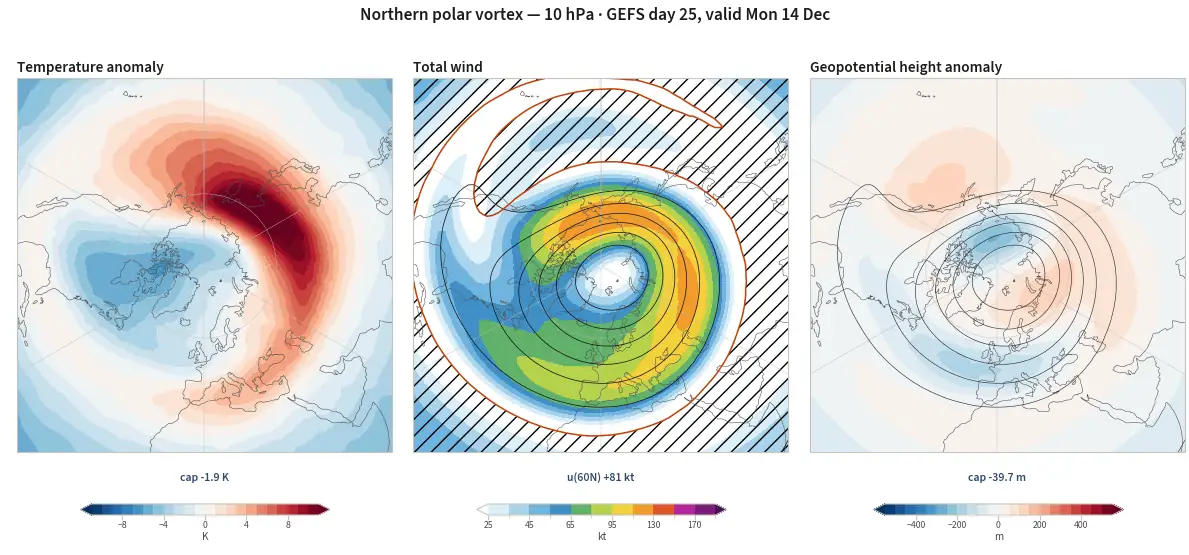 Northern polar vortex — 10 hPa · GEFS day 25, valid Mon 14 Dec
Temperature anomaly
Total wind
Geopotential height anomaly
cap -1.9 K
u(60N) +81 kt
cap -39.7 m
−8 −4 0 4 8
K
25 45 65 95 130 170
kt
−400 −200 0 200 400
m